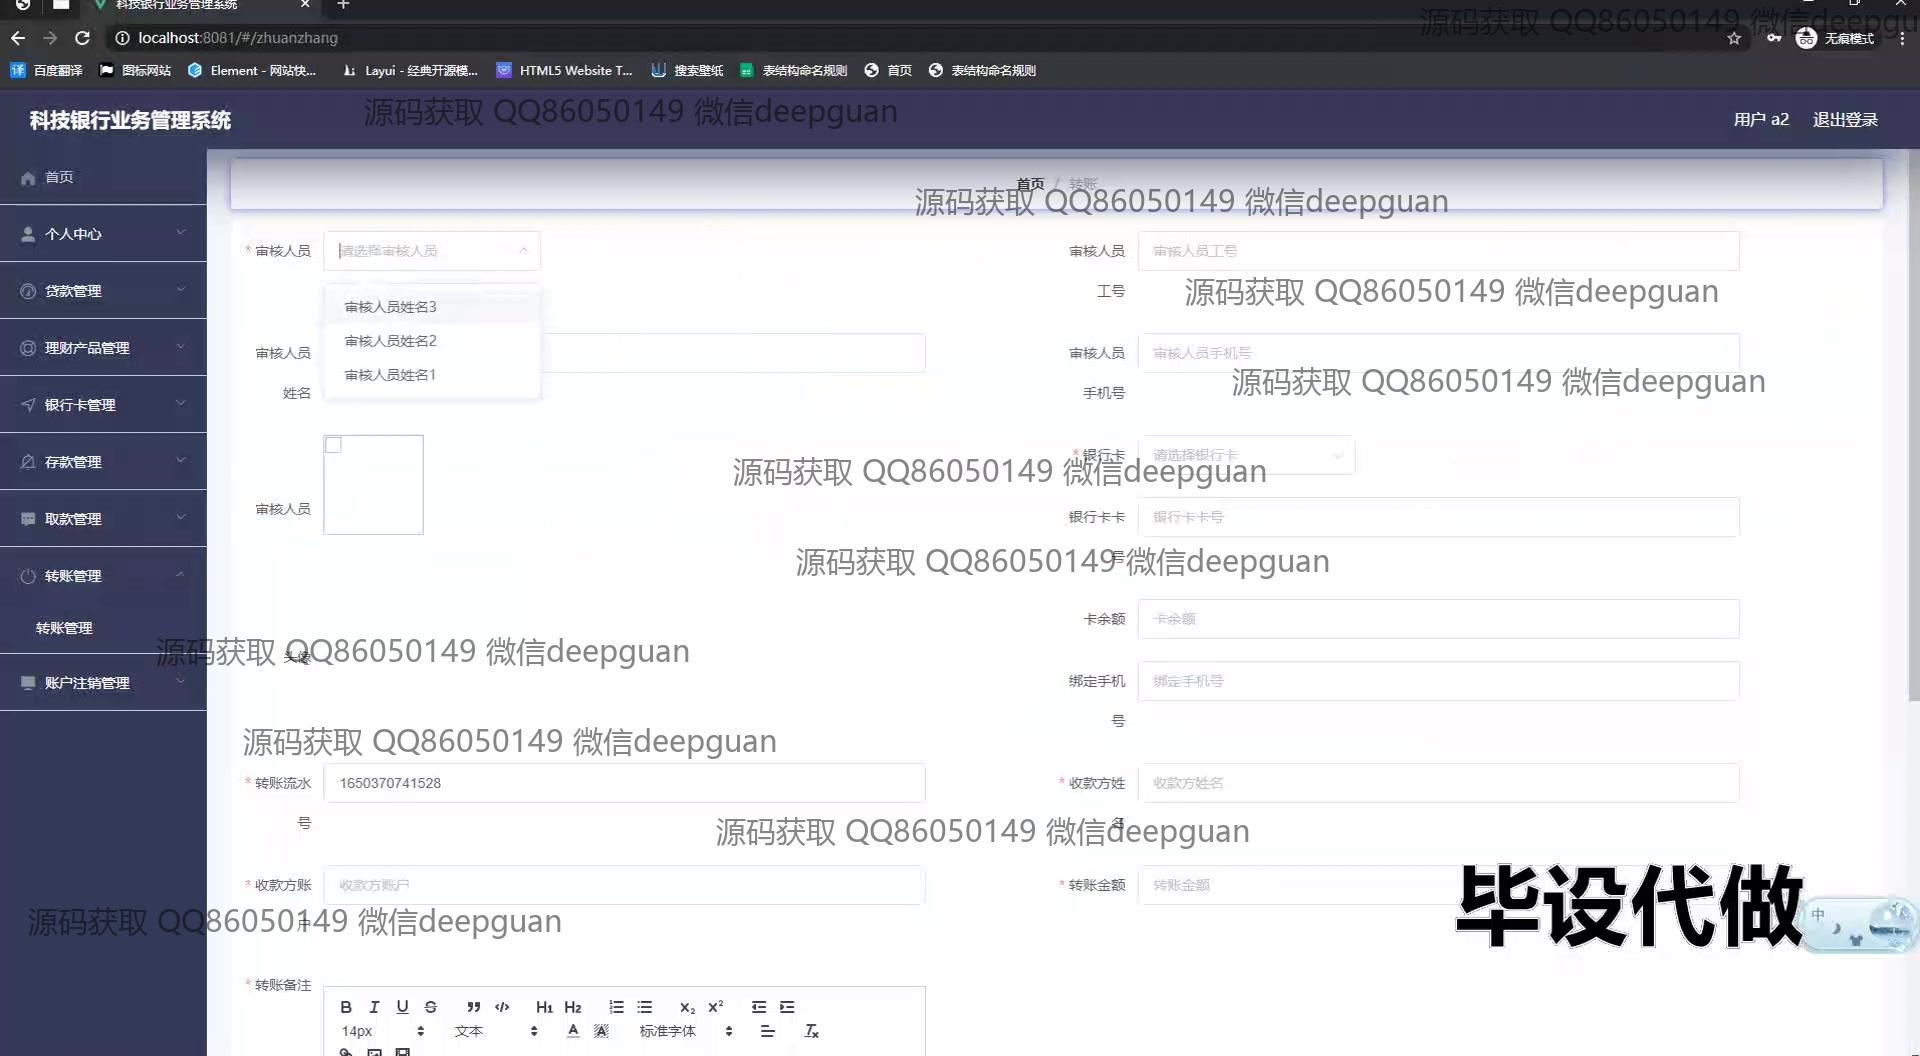 科技银行业务管理系统
localhost:8081/#/zhuanzhang
无痕模式
百度翻译 图标网站 Element - 网站快... Layui - 经典开源模... HTML5 Website T... 搜索壁纸 表结构命名规则 首页 表结构命名规则
源码获取 QQ86050149 微信deepgu
科技银行业务管理系统
源码获取 QQ86050149 微信deepguan
用户 a2 退出登录
首页
首页 / 转账
源码获取 QQ86050149 微信deepguan
个人中心
* 审核人员 请选择审核人员
审核人员工号 审核人员工号
贷款管理
源码获取 QQ86050149 微信deepguan
审核人员姓名3
审核人员姓名2
审核人员姓名1
理财产品管理
审核人员姓名
审核人员手机号 审核人员手机号
源码获取 QQ86050149 微信deepguan
银行卡管理
存款管理
* 银行卡 请选择银行卡
源码获取 QQ86050149 微信deepguan
取款管理
审核人员头像
银行卡卡号 银行卡卡号
源码获取 QQ86050149 微信deepguan
转账管理
转账管理
卡余额 卡余额
源码获取 QQ86050149 微信deepguan
账户注销管理
绑定手机号 绑定手机号
源码获取 QQ86050149 微信deepguan
* 转账流水号 1650370741528
* 收款方姓名 收款方姓名
源码获取 QQ86050149 微信deepguan
* 收款方账户 收款方账户
* 转账金额 转账金额
毕设代做
中
源码获取 QQ86050149 微信deepguan
* 转账备注
B I U S H1 H2 X2 X2
14px 文本 A A 标准字体 Tx